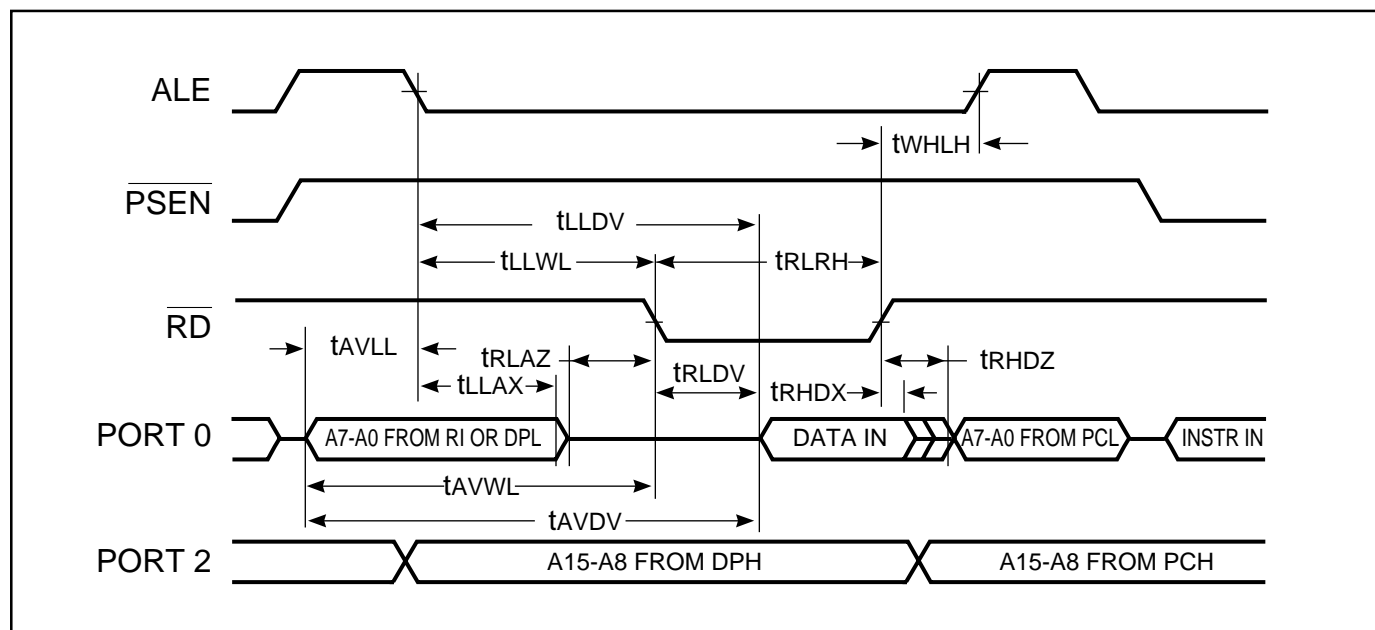 ALE
tWHLH
PSEN
tLLDV
tLLWL
tRLRH
RD
tAVLL
tRLAZ
tRHDZ
tLLAX
tRLDV
tRHDX
PORT 0
A7-A0 FROM RI OR DPL
DATA IN
A7-A0 FROM PCL
INSTR IN
tAVWL
tAVDV
PORT 2
A15-A8 FROM DPH
A15-A8 FROM PCH